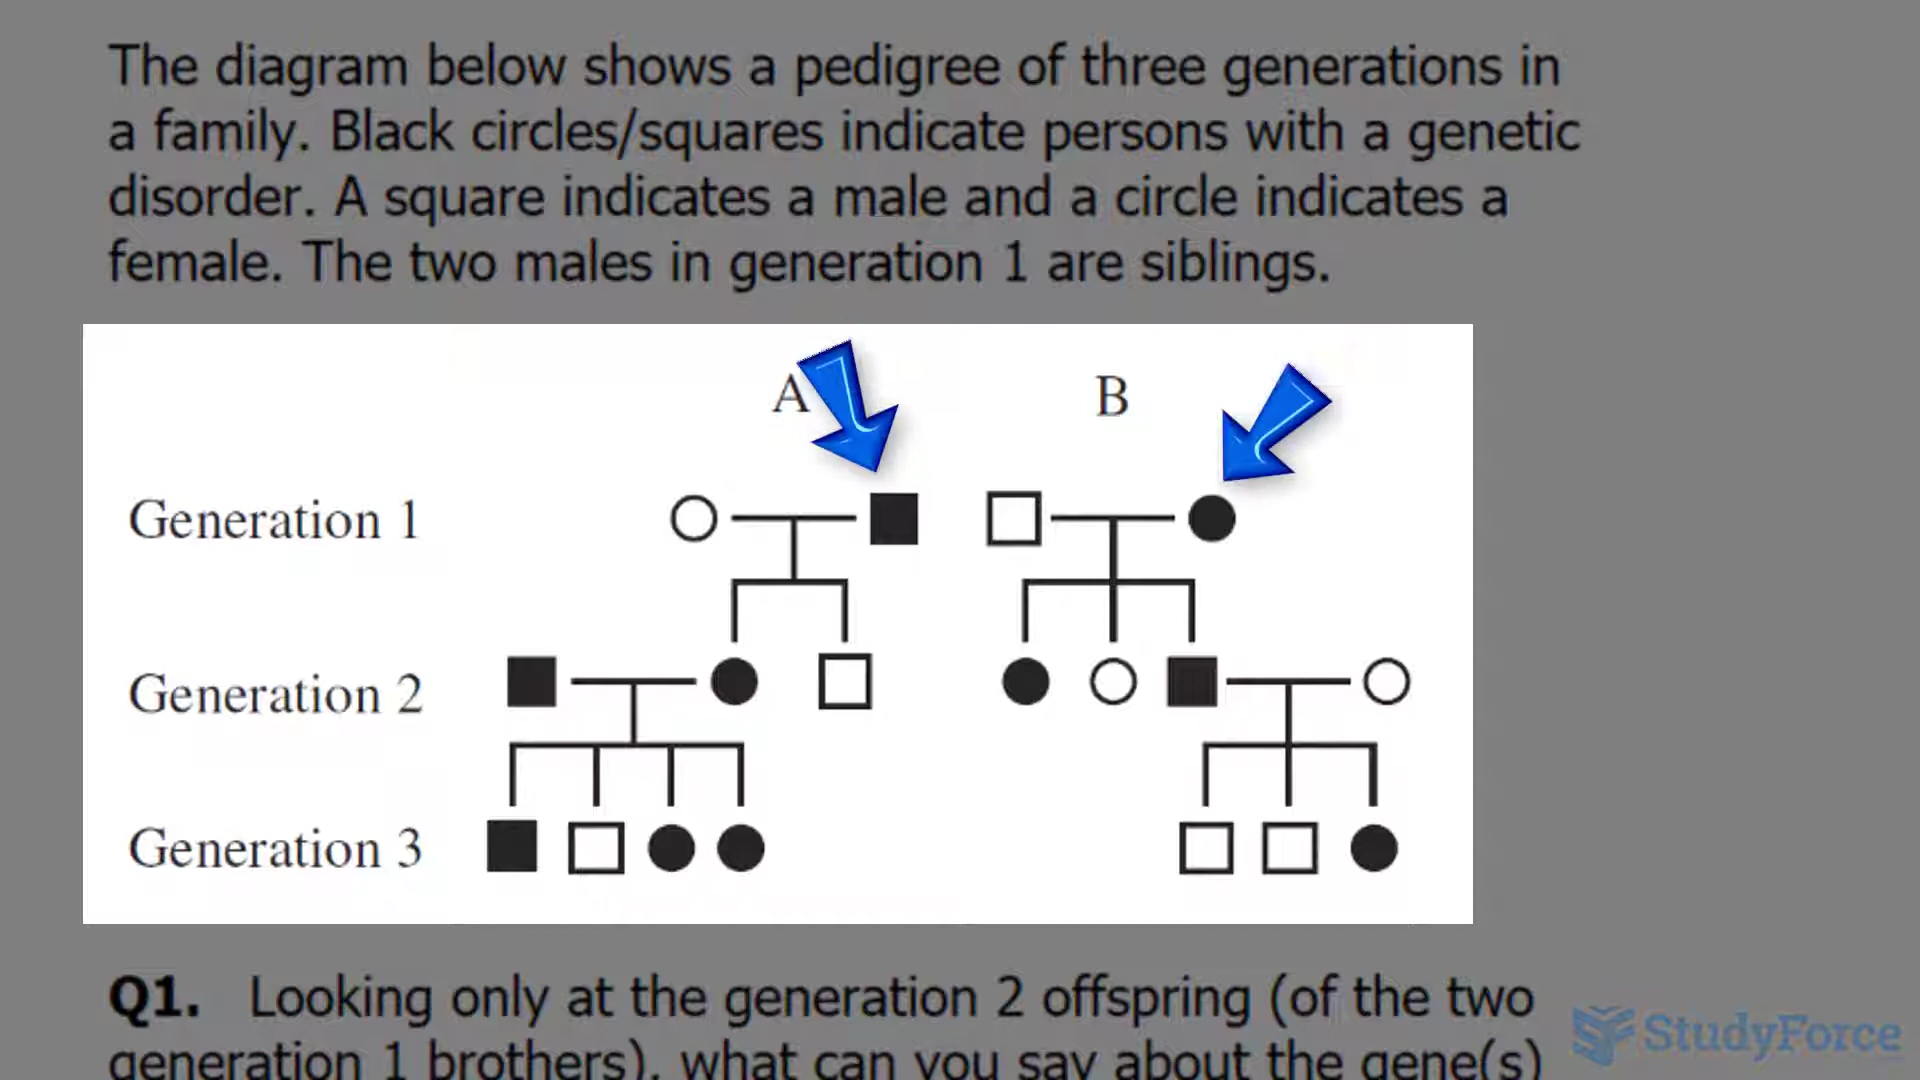 The diagram below shows a pedigree of three generations in
a family. Black circles/squares indicate persons with a genetic
disorder. A square indicates a male and a circle indicates a
female. The two males in generation 1 are siblings.
A B
Generation 1
Generation 2
Generation 3
Q1. Looking only at the generation 2 offspring (of the two
generation 1 brothers), what can you say about the gene(s)
StudyForce